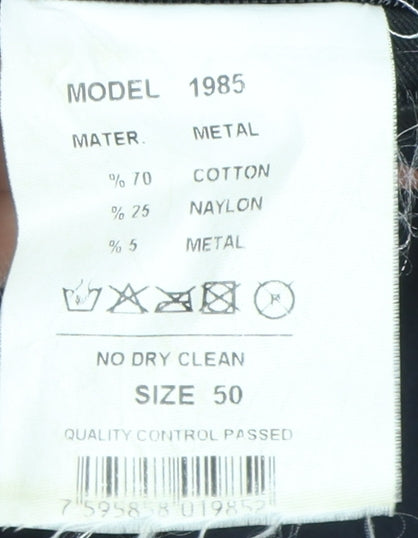 MODEL 1985
MATER. METAL
% 70 COTTON
% 25 NAYLON
% 5 METAL
NO DRY CLEAN
SIZE 50
QUALITY CONTROL PASSED
7 595858 019852